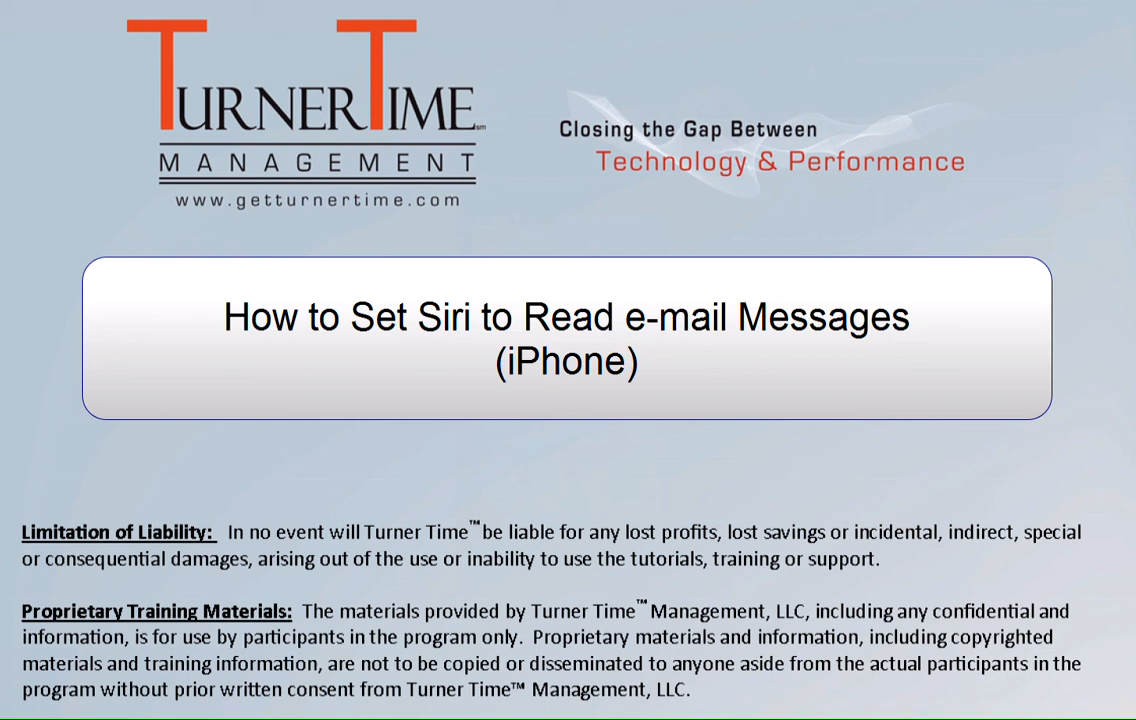 TURNERTIME sm
MANAGEMENT
www.getturnertime.com
Closing the Gap Between
Technology & Performance
How to Set Siri to Read e-mail Messages
(iPhone)
Limitation of Liability: In no event will Turner Time™ be liable for any lost profits, lost savings or incidental, indirect, special
or consequential damages, arising out of the use or inability to use the tutorials, training or support.
Proprietary Training Materials: The materials provided by Turner Time™ Management, LLC, including any confidential and
information, is for use by participants in the program only. Proprietary materials and information, including copyrighted
materials and training information, are not to be copied or disseminated to anyone aside from the actual participants in the
program without prior written consent from Turner Time™ Management, LLC.